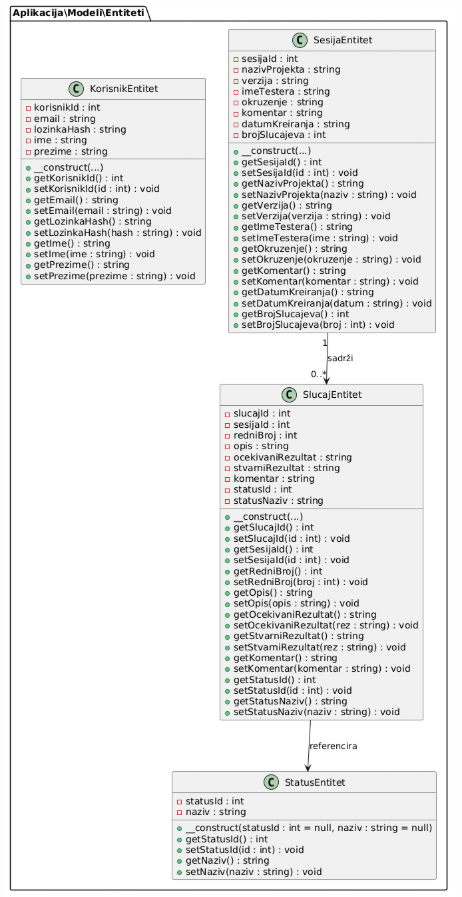 Aplikacija\Modeli\Entiteti
C KorisnikEntitet
korisnikId : int
email : string
lozinkaHash : string
ime : string
prezime : string
__construct(...)
getKorisnikId() : int
setKorisnikId(id : int) : void
getEmail() : string
setEmail(email : string) : void
getLozinkaHash() : string
setLozinkaHash(hash : string) : void
getIme() : string
setIme(ime : string) : void
getPrezime() : string
setPrezime(prezime : string) : void
C SesijaEntitet
sesijaId : int
nazivProjekta : string
verzija : string
imeTestera : string
okruzenje : string
komentar : string
datumKreiranja : string
brojSlucajeva : int
__construct(...)
getSesijaId() : int
setSesijaId(id : int) : void
getNazivProjekta() : string
setNazivProjekta(naziv : string) : void
getVerzija() : string
setVerzija(verzija : string) : void
getImeTestera() : string
setImeTestera(ime : string) : void
getOkruzenje() : string
setOkruzenje(okruzenje : string) : void
getKomentar() : string
setKomentar(komentar : string) : void
getDatumKreiranja() : string
setDatumKreiranja(datum : string) : void
getBrojSlucajeva() : int
setBrojSlucajeva(broj : int) : void
1
sadrži
0..*
C SlucajEntitet
slucajId : int
sesijaId : int
redniBroj : int
opis : string
ocekivaniRezultat : string
stvarniRezultat : string
komentar : string
statusId : int
statusNaziv : string
__construct(...)
getSlucajId() : int
setSlucajId(id : int) : void
getSesijaId() : int
setSesijaId(id : int) : void
getRedniBroj() : int
setRedniBroj(broj : int) : void
getOpis() : string
setOpis(opis : string) : void
getOcekivaniRezultat() : string
setOcekivaniRezultat(rez : string) : void
getStvarniRezultat() : string
setStvarniRezultat(rez : string) : void
getKomentar() : string
setKomentar(komentar : string) : void
getStatusId() : int
setStatusId(id : int) : void
getStatusNaziv() : string
setStatusNaziv(naziv : string) : void
referencira
C StatusEntitet
statusId : int
naziv : string
__construct(statusId : int = null, naziv : string = null)
getStatusId() : int
setStatusId(id : int) : void
getNaziv() : string
setNaziv(naziv : string) : void